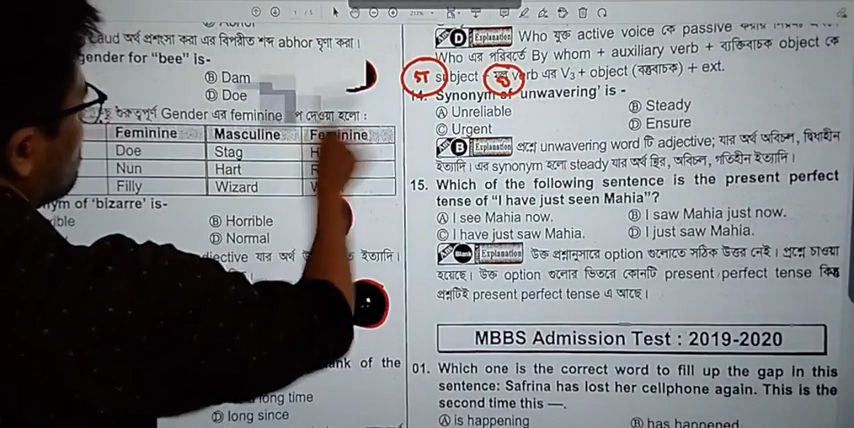 Laud অর্থ প্রশংসা করা এর বিপরীত শব্দ abhor ঘৃণা করা।
gender for "bee" is-
Ⓑ Dam
Ⓓ Doe
গুরুত্বপূর্ণ Gender এর feminine দেওয়া হলো :
Feminine Masculine Feminine
Doe Stag
Nun Hart
Filly Wizard
of 'bizarre' is-
Ⓑ Horrible
Ⓓ Normal
যার অর্থ ইত্যাদি।
of the
long time
Ⓓ long since
Ⓓ Explanation Who যুক্ত active voice কে passive
Who এর পরিবর্তে By whom + auxiliary verb + ব্যক্তিবাচক object কে
subject + verb এর V3 + object (বস্তুবাচক) + ext.
14. Synonym of 'unwavering' is -
Ⓐ Unreliable Ⓑ Steady
Ⓒ Urgent Ⓓ Ensure
Ⓑ Explanation প্রশ্নে unwavering word টি adjective; যার অর্থ অবিচল, দ্বিধাহীন
ইত্যাদি। এর synonym হলো steady যার অর্থ স্থির, অবিচল, গতিহীন ইত্যাদি।
15. Which of the following sentence is the present perfect
tense of "I have just seen Mahia"?
Ⓐ I see Mahia now. Ⓑ I saw Mahia just now.
Ⓒ I have just saw Mahia. Ⓓ I just saw Mahia.
Blank Explanation উক্ত প্রশ্নানুসারে option গুলোতে সঠিক উত্তর নেই। প্রশ্নে চাওয়া
হয়েছে। উক্ত option গুলোর ভিতরে কোনটি present perfect tense কিন্তু
প্রশ্নটিই present perfect tense এ আছে।
MBBS Admission Test : 2019-2020
01. Which one is the correct word to fill up the gap in this
sentence: Safrina has lost her cellphone again. This is the
second time this —.
Ⓐ is happening Ⓑ has happened